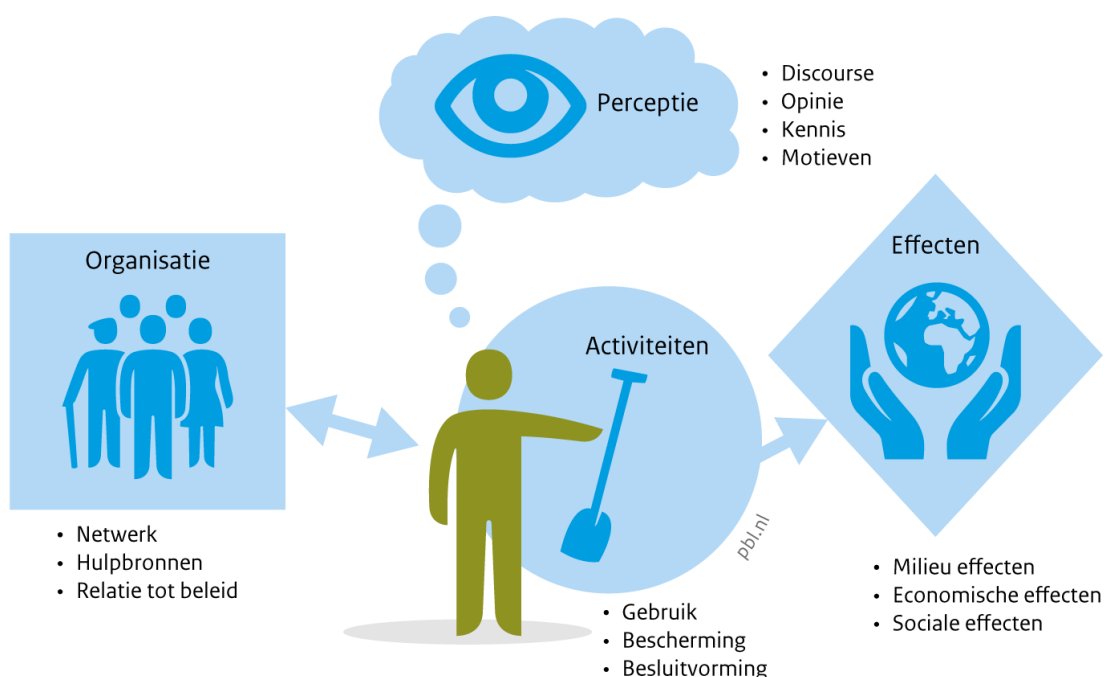 Perceptie
• Discourse
• Opinie
• Kennis
• Motieven
Organisatie
• Netwerk
• Hulpbronnen
• Relatie tot beleid
Activiteiten
• Gebruik
• Bescherming
• Besluitvorming
Effecten
• Milieu effecten
• Economische effecten
• Sociale effecten
pbl.nl